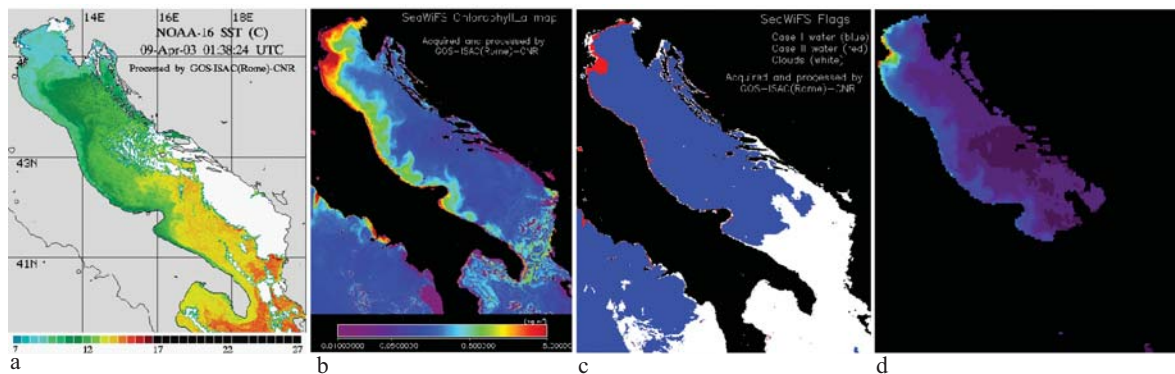 14E 16E 18E
NOAA-16 SST (C)
09-Apr-03 01:38:24 UTC
Processed by GOS-ISAC(Rome)-CNR
43N
41N
7 12 17 22 27
a
SeaWiFS Chlorophyll_a map
Acquired and processed by
GOS-ISAC(Rome)-CNR
0.01000000 0.0500000 0.500000 5.00000
b
SeaWiFS Flags
Case I water (blue)
Case II water (red)
Clouds (white)
Acquired and processed by
GOS-ISAC(Rome)-CNR
c
d